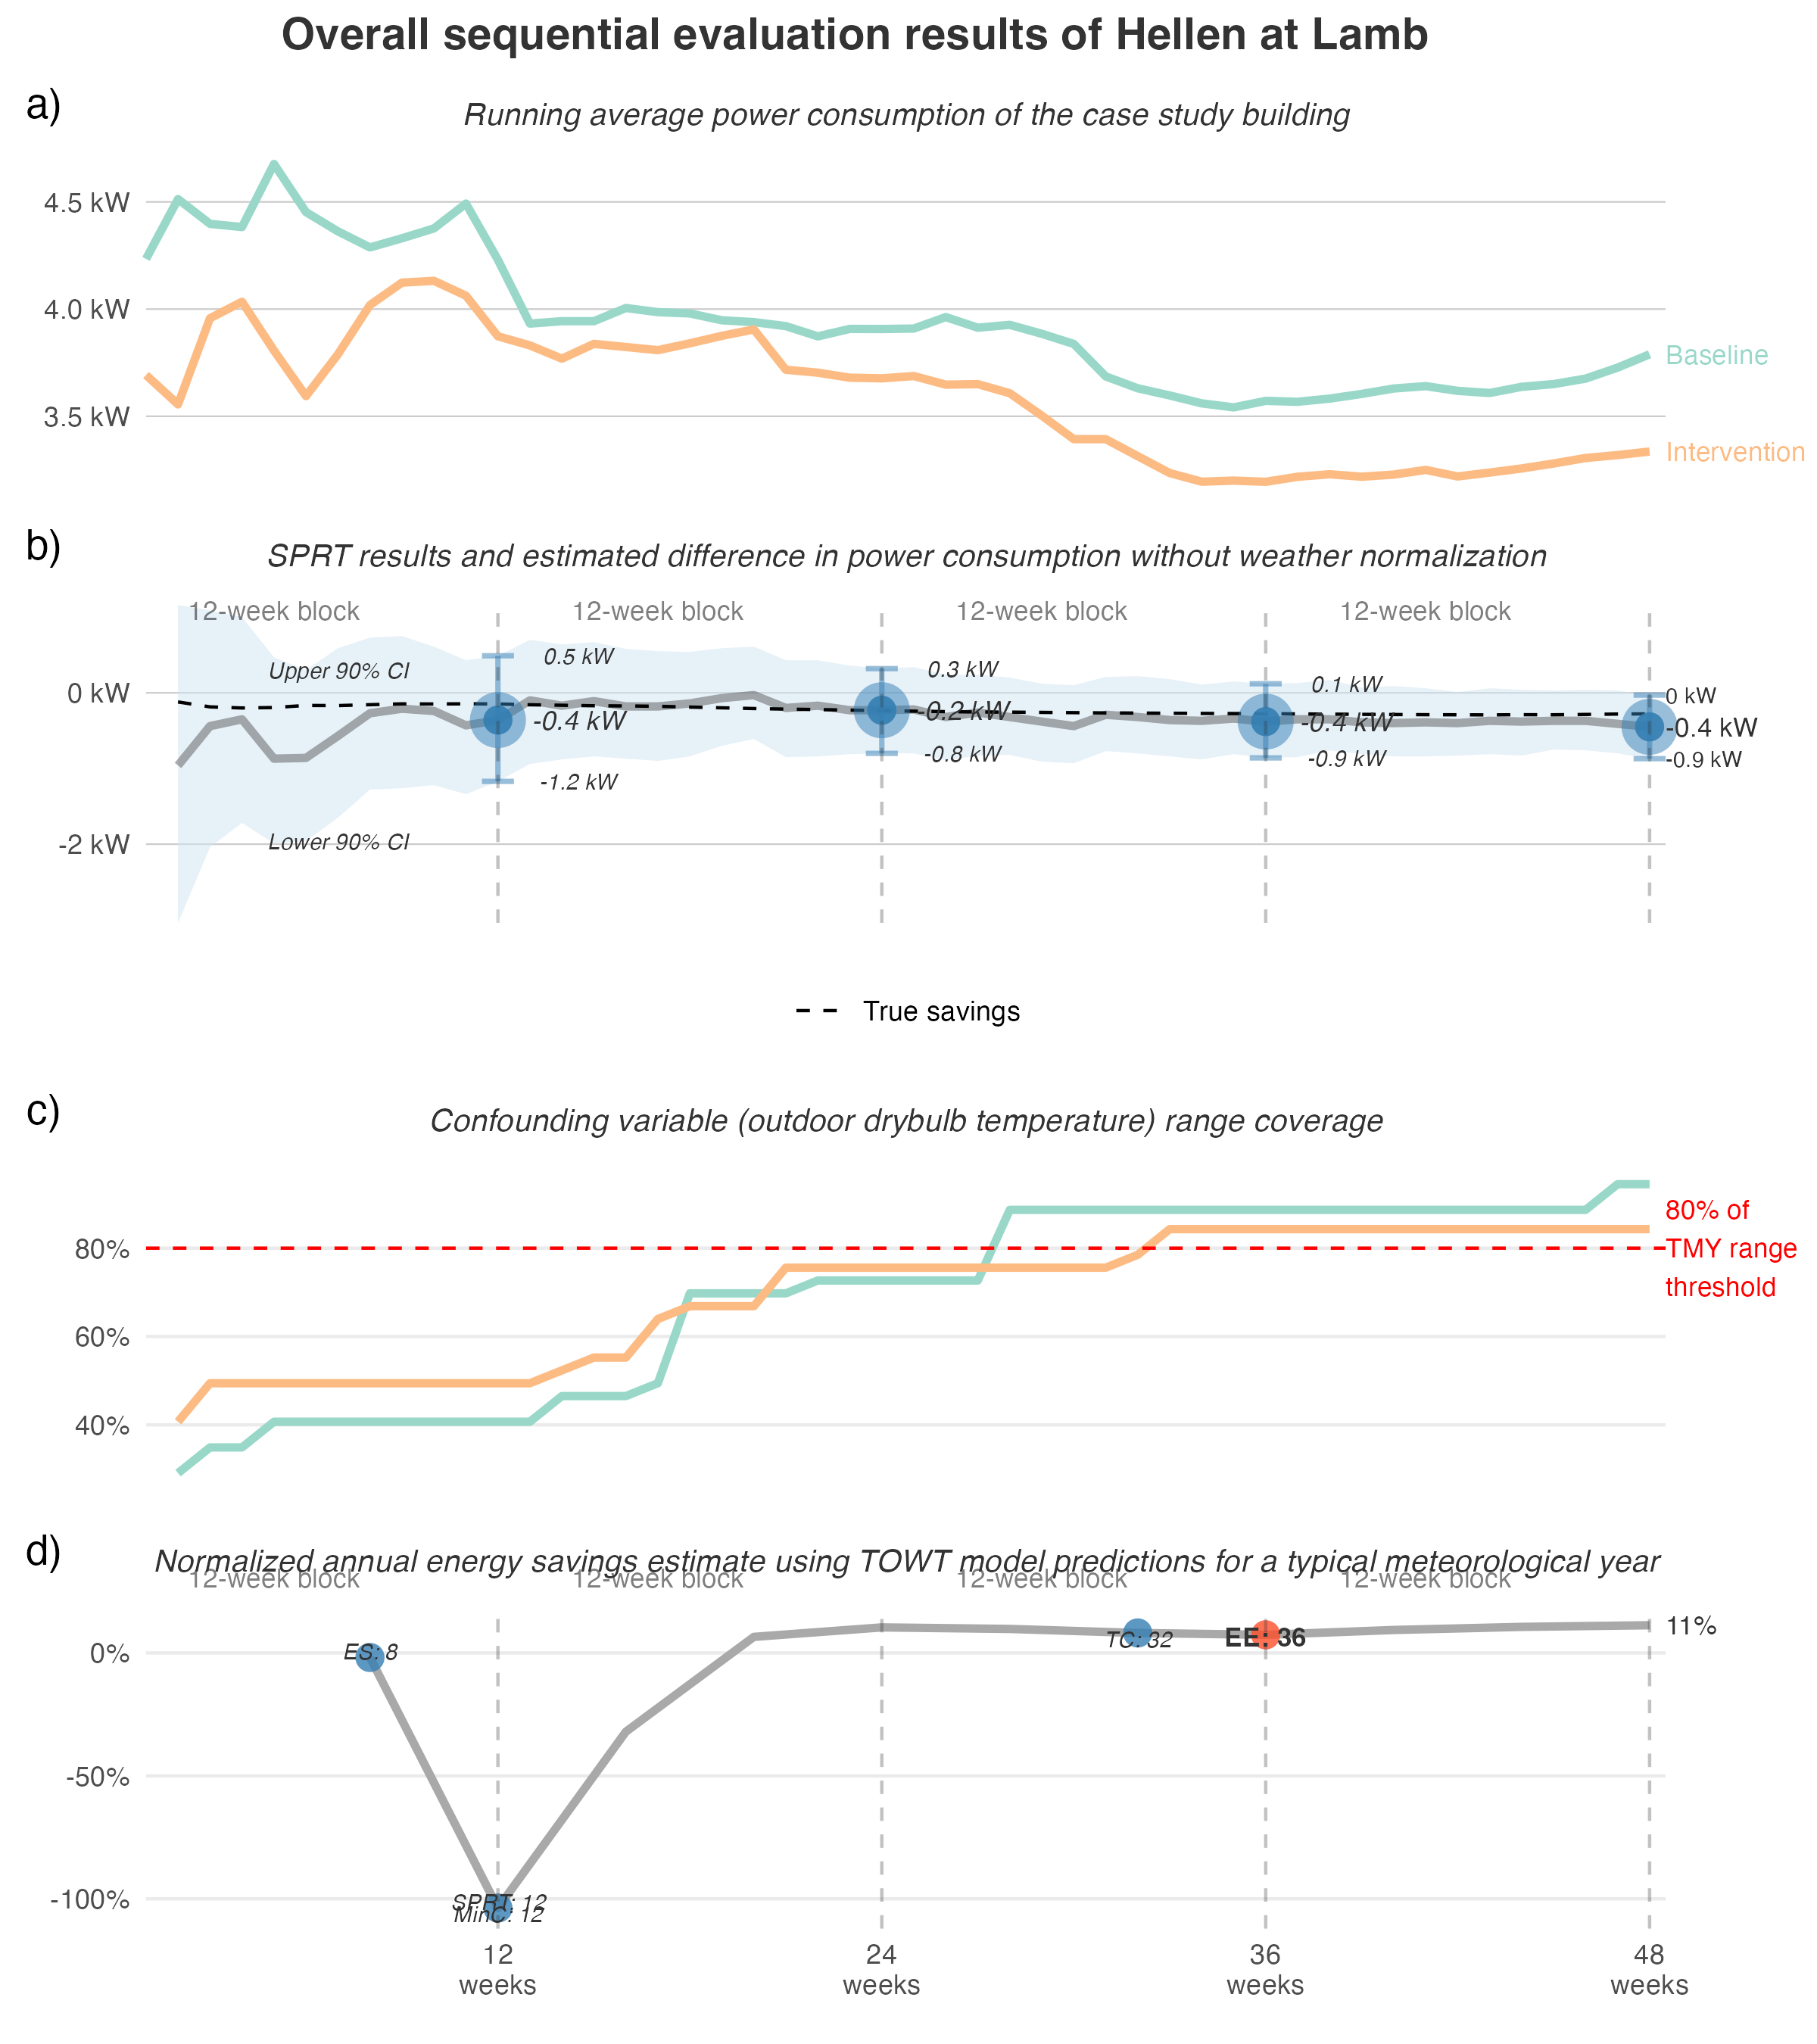 Overall sequential evaluation results of Hellen at Lamb
a)
Running average power consumption of the case study building
4.5 kW
4.0 kW
3.5 kW
Baseline
Intervention
b)
SPRT results and estimated difference in power consumption without weather normalization
12-week block
12-week block
12-week block
12-week block
0 kW
-2 kW
Upper 90% CI
Lower 90% CI
0.5 kW
-0.4 kW
-1.2 kW
0.3 kW
-0.2 kW
-0.8 kW
0.1 kW
-0.4 kW
-0.9 kW
0 kW
-0.4 kW
-0.9 kW
True savings
c)
Confounding variable (outdoor drybulb temperature) range coverage
80%
60%
40%
80% of
TMY range
threshold
d)
Normalized annual energy savings estimate using TOWT model predictions for a typical meteorological year
12-week block
12-week block
12-week block
12-week block
0%
-50%
-100%
ES: 8
SPRT: 12
MinC: 12
TC: 32
EE: 36
11%
12
weeks
24
weeks
36
weeks
48
weeks